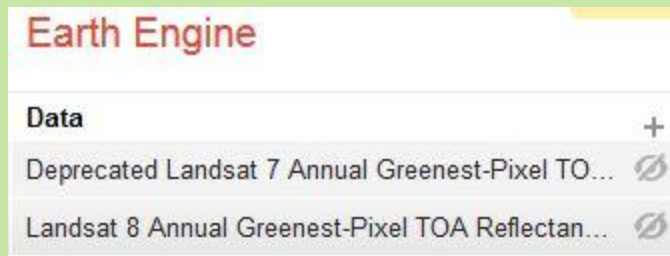 Earth Engine
Data
Deprecated Landsat 7 Annual Greenest-Pixel TO...
Landsat 8 Annual Greenest-Pixel TOA Reflectan...